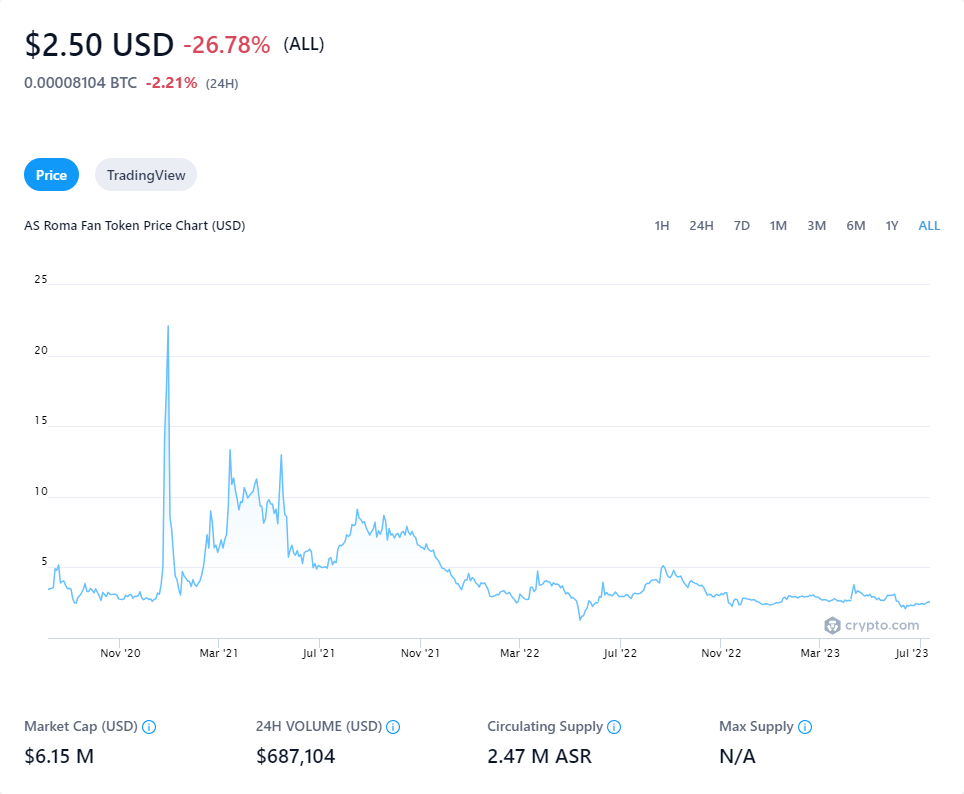 $2.50 USD -26.78% (ALL)
0.00008104 BTC -2.21% (24H)
Price TradingView
AS Roma Fan Token Price Chart (USD) 1H 24H 7D 1M 3M 6M 1Y ALL
25
20
15
10
5
crypto.com
Nov '20 Mar '21 Jul '21 Nov '21 Mar '22 Jul '22 Nov '22 Mar '23 Jul '23
Market Cap (USD) 24H VOLUME (USD) Circulating Supply Max Supply
$6.15 M $687,104 2.47 M ASR N/A